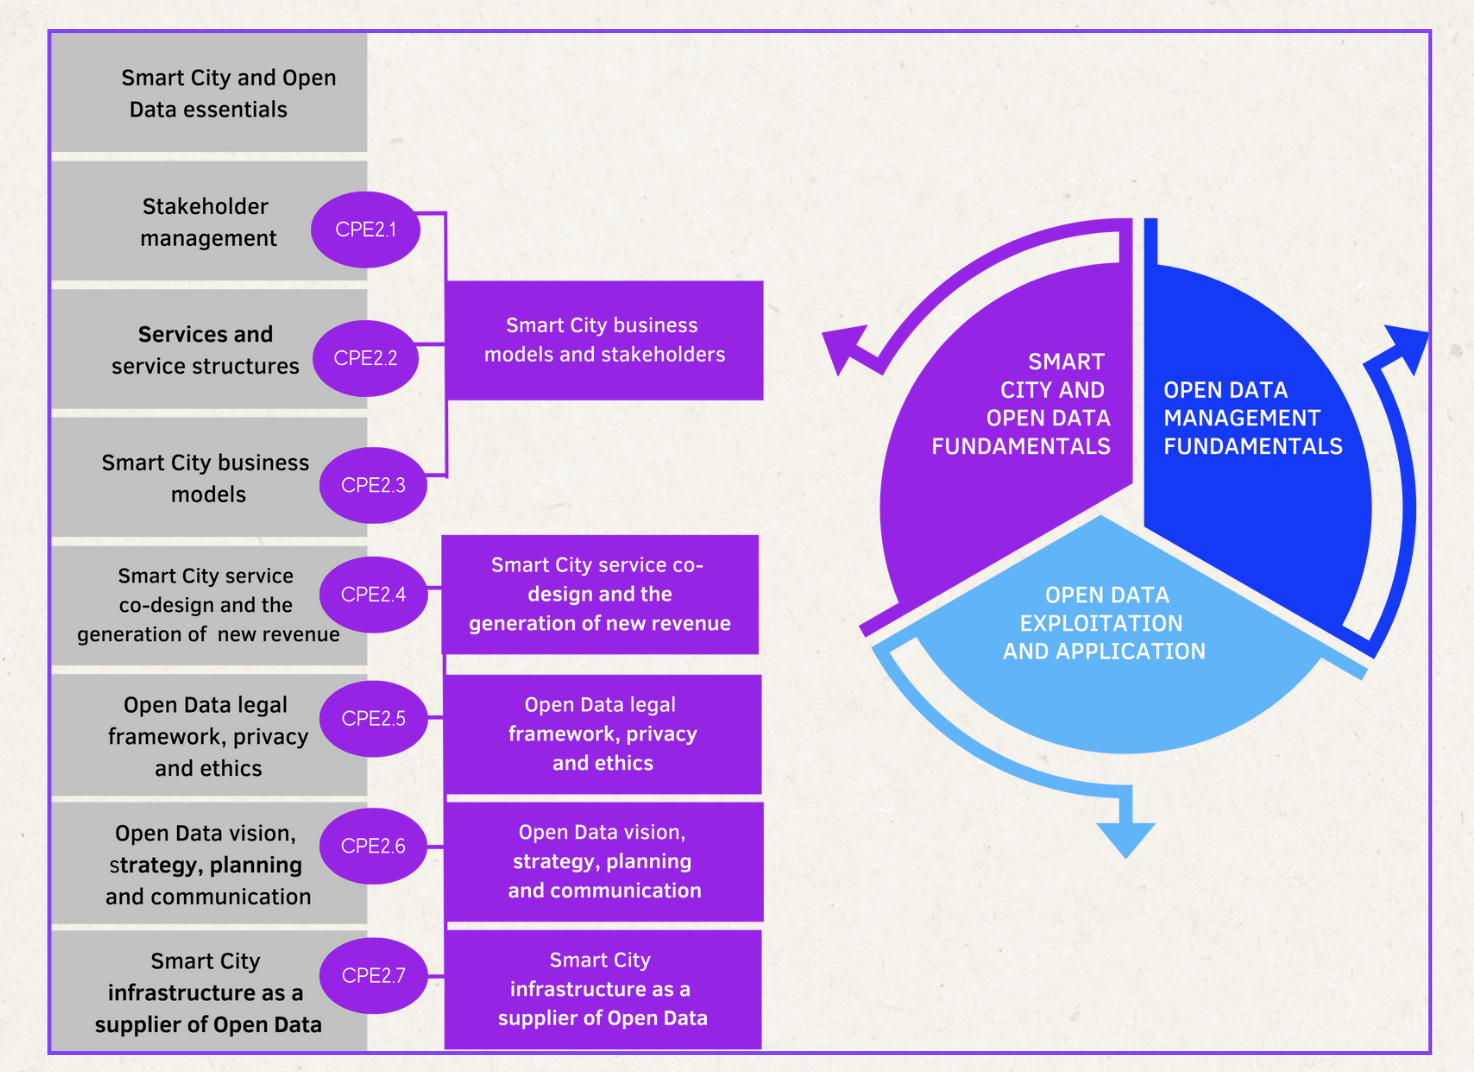 Smart City and Open
Data essentials
Stakeholder
management
CPE2.1
Services and
service structures
CPE2.2
Smart City business
models
CPE2.3
Smart City business
models and stakeholders
Smart City service
co-design and the
generation of new revenue
CPE2.4
Smart City service co-
design and the
generation of new revenue
Open Data legal
framework, privacy
and ethics
CPE2.5
Open Data legal
framework, privacy
and ethics
Open Data vision,
strategy, planning
and communication
CPE2.6
Open Data vision,
strategy, planning
and communication
Smart City
infrastructure as a
supplier of Open Data
CPE2.7
Smart City
infrastructure as a
supplier of Open Data
SMART
CITY AND
OPEN DATA
FUNDAMENTALS
OPEN DATA
MANAGEMENT
FUNDAMENTALS
OPEN DATA
EXPLOITATION
AND APPLICATION